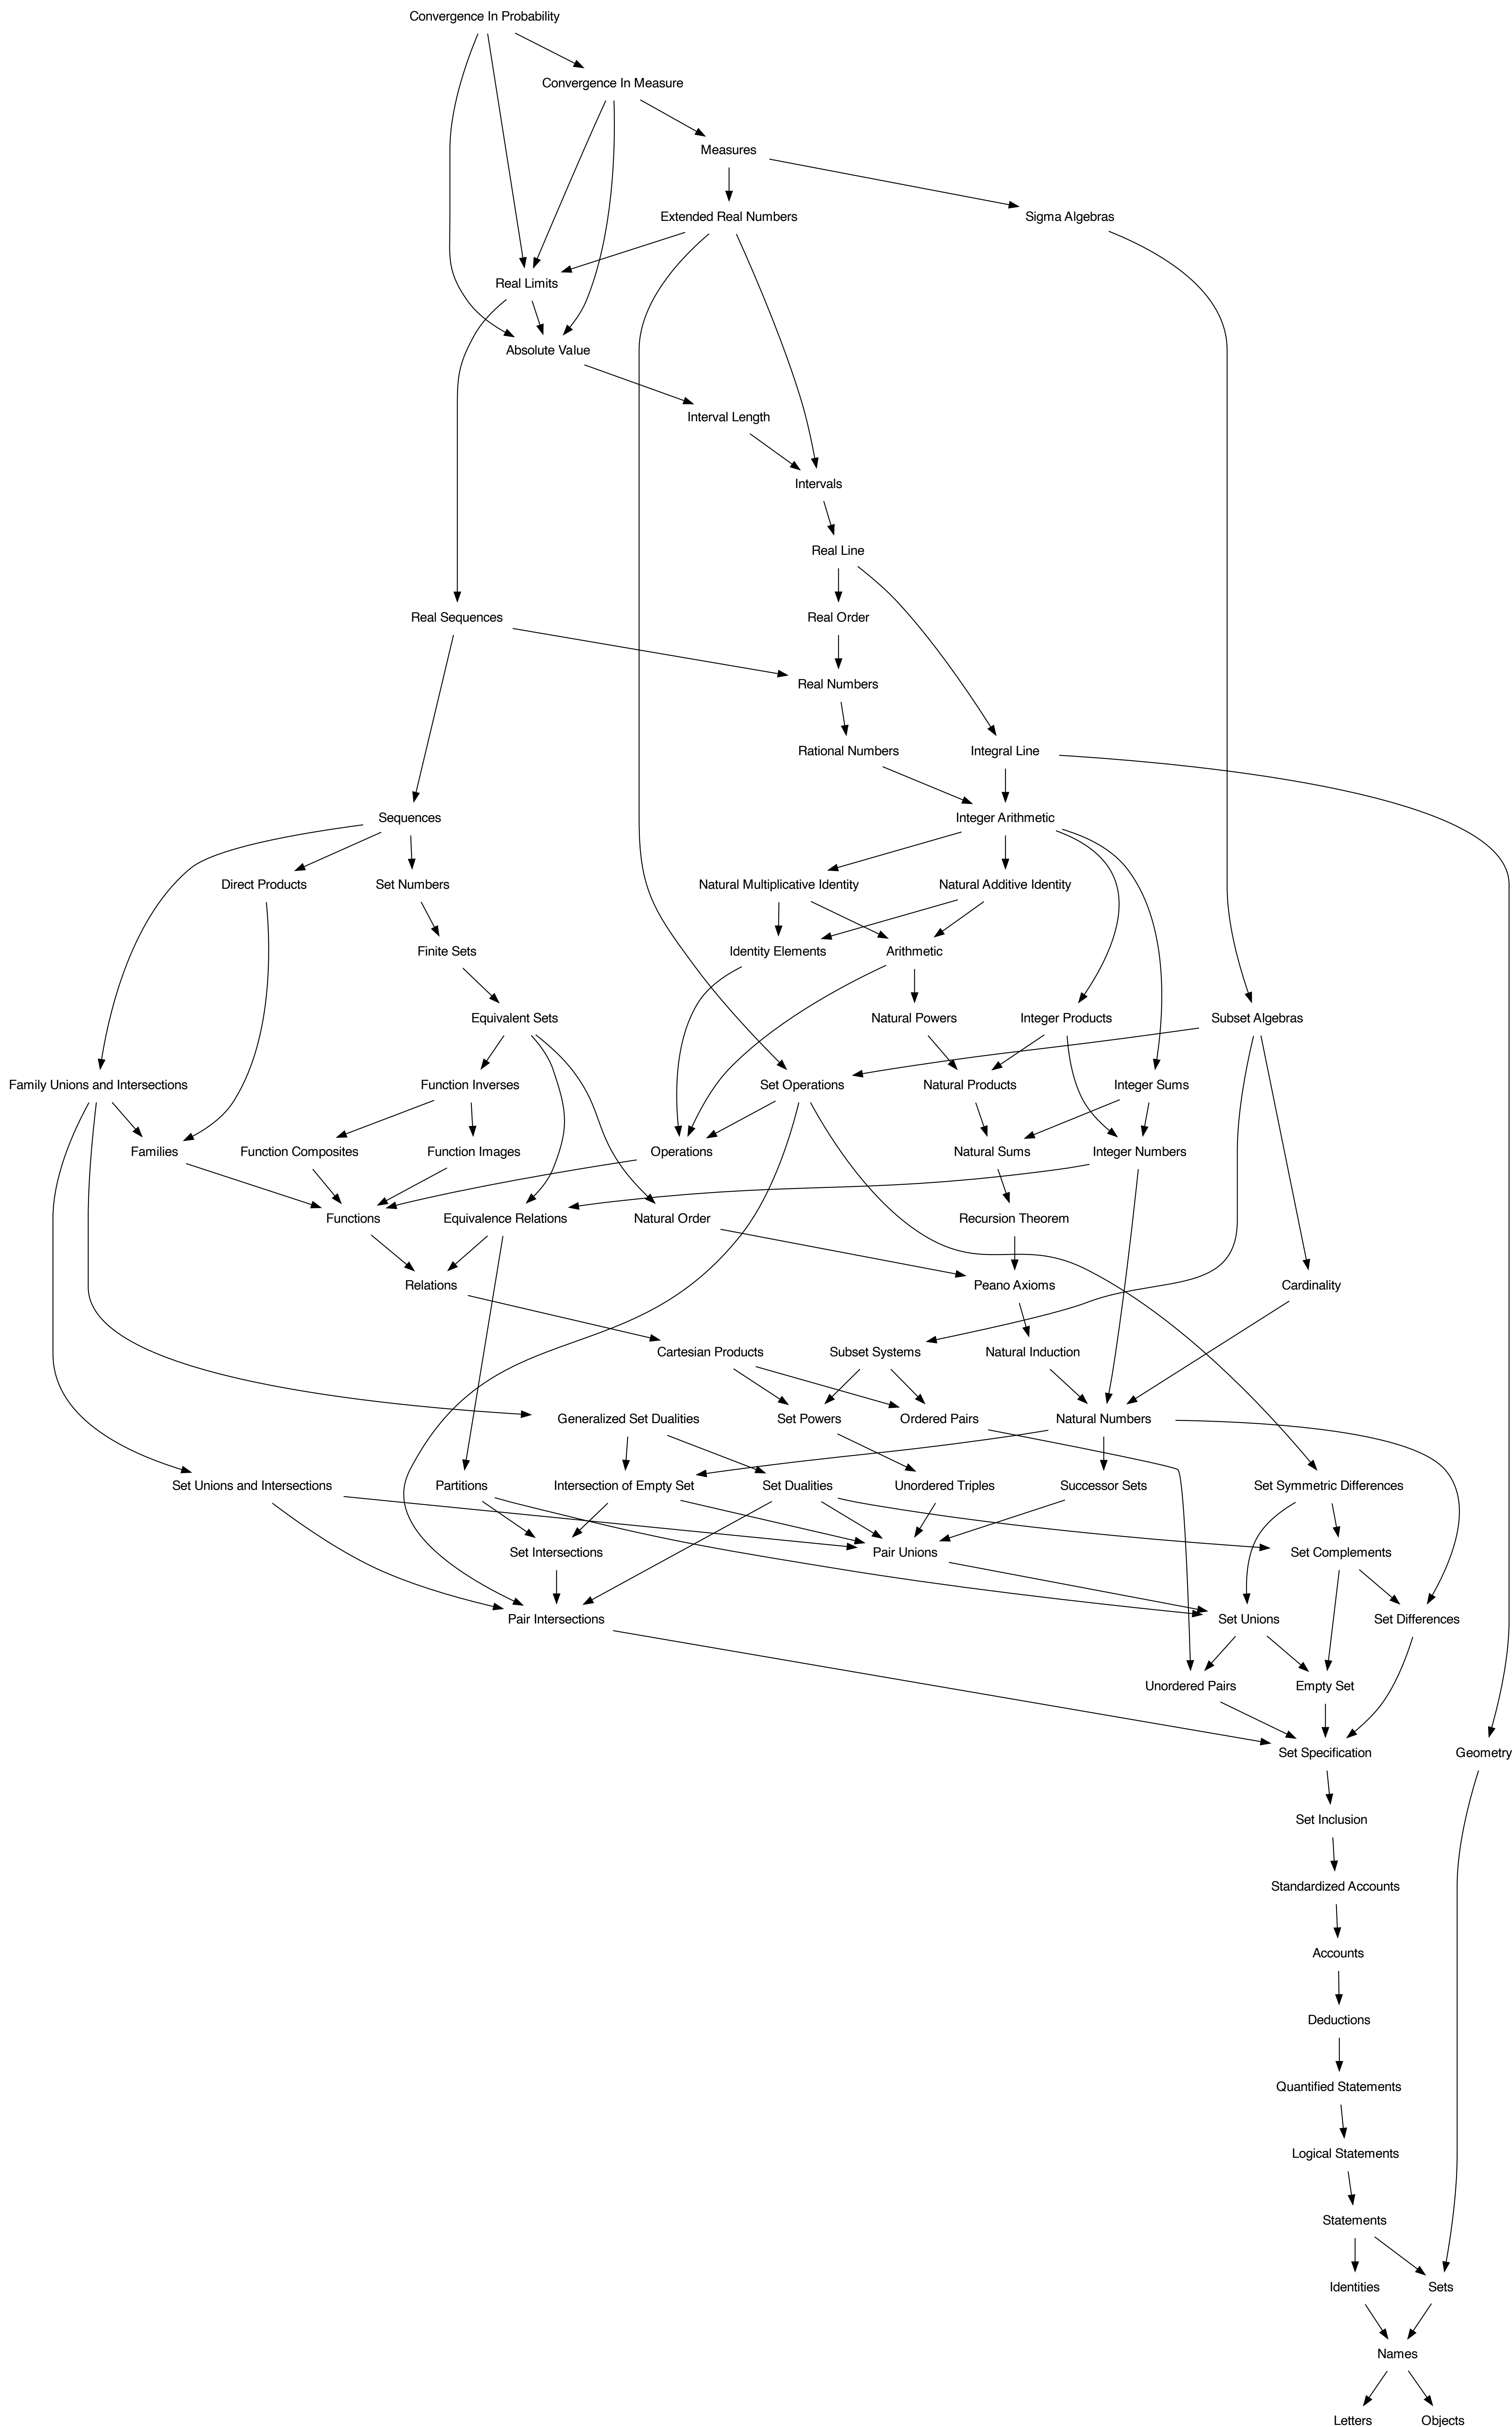 Convergence In Probability
Convergence In Measure
Measures
Extended Real Numbers
Sigma Algebras
Real Limits
Absolute Value
Interval Length
Intervals
Real Line
Real Sequences
Real Order
Real Numbers
Rational Numbers
Integral Line
Sequences
Integer Arithmetic
Direct Products
Set Numbers
Natural Multiplicative Identity
Natural Additive Identity
Finite Sets
Identity Elements
Arithmetic
Equivalent Sets
Natural Powers
Integer Products
Subset Algebras
Family Unions and Intersections
Function Inverses
Set Operations
Natural Products
Integer Sums
Families
Function Composites
Function Images
Operations
Natural Sums
Integer Numbers
Functions
Equivalence Relations
Natural Order
Recursion Theorem
Relations
Peano Axioms
Cardinality
Cartesian Products
Subset Systems
Natural Induction
Generalized Set Dualities
Set Powers
Ordered Pairs
Natural Numbers
Set Unions and Intersections
Partitions
Intersection of Empty Set
Set Dualities
Unordered Triples
Successor Sets
Set Symmetric Differences
Set Intersections
Pair Unions
Set Complements
Pair Intersections
Set Unions
Set Differences
Unordered Pairs
Empty Set
Set Specification
Geometry
Set Inclusion
Standardized Accounts
Accounts
Deductions
Quantified Statements
Logical Statements
Statements
Identities
Sets
Names
Letters
Objects